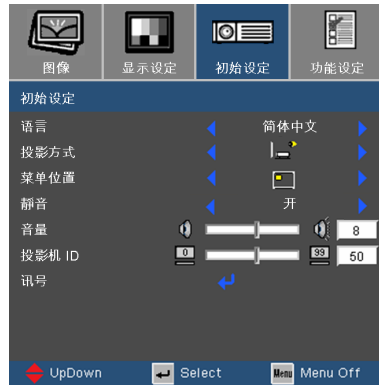 图像 显示设定 初始设定 功能设定
初始设定
语言 简体中文
投影方式
菜单位置
靜音 开
音量 8
投影机 ID 0 99 50
讯号
UpDown Select Menu Menu Off